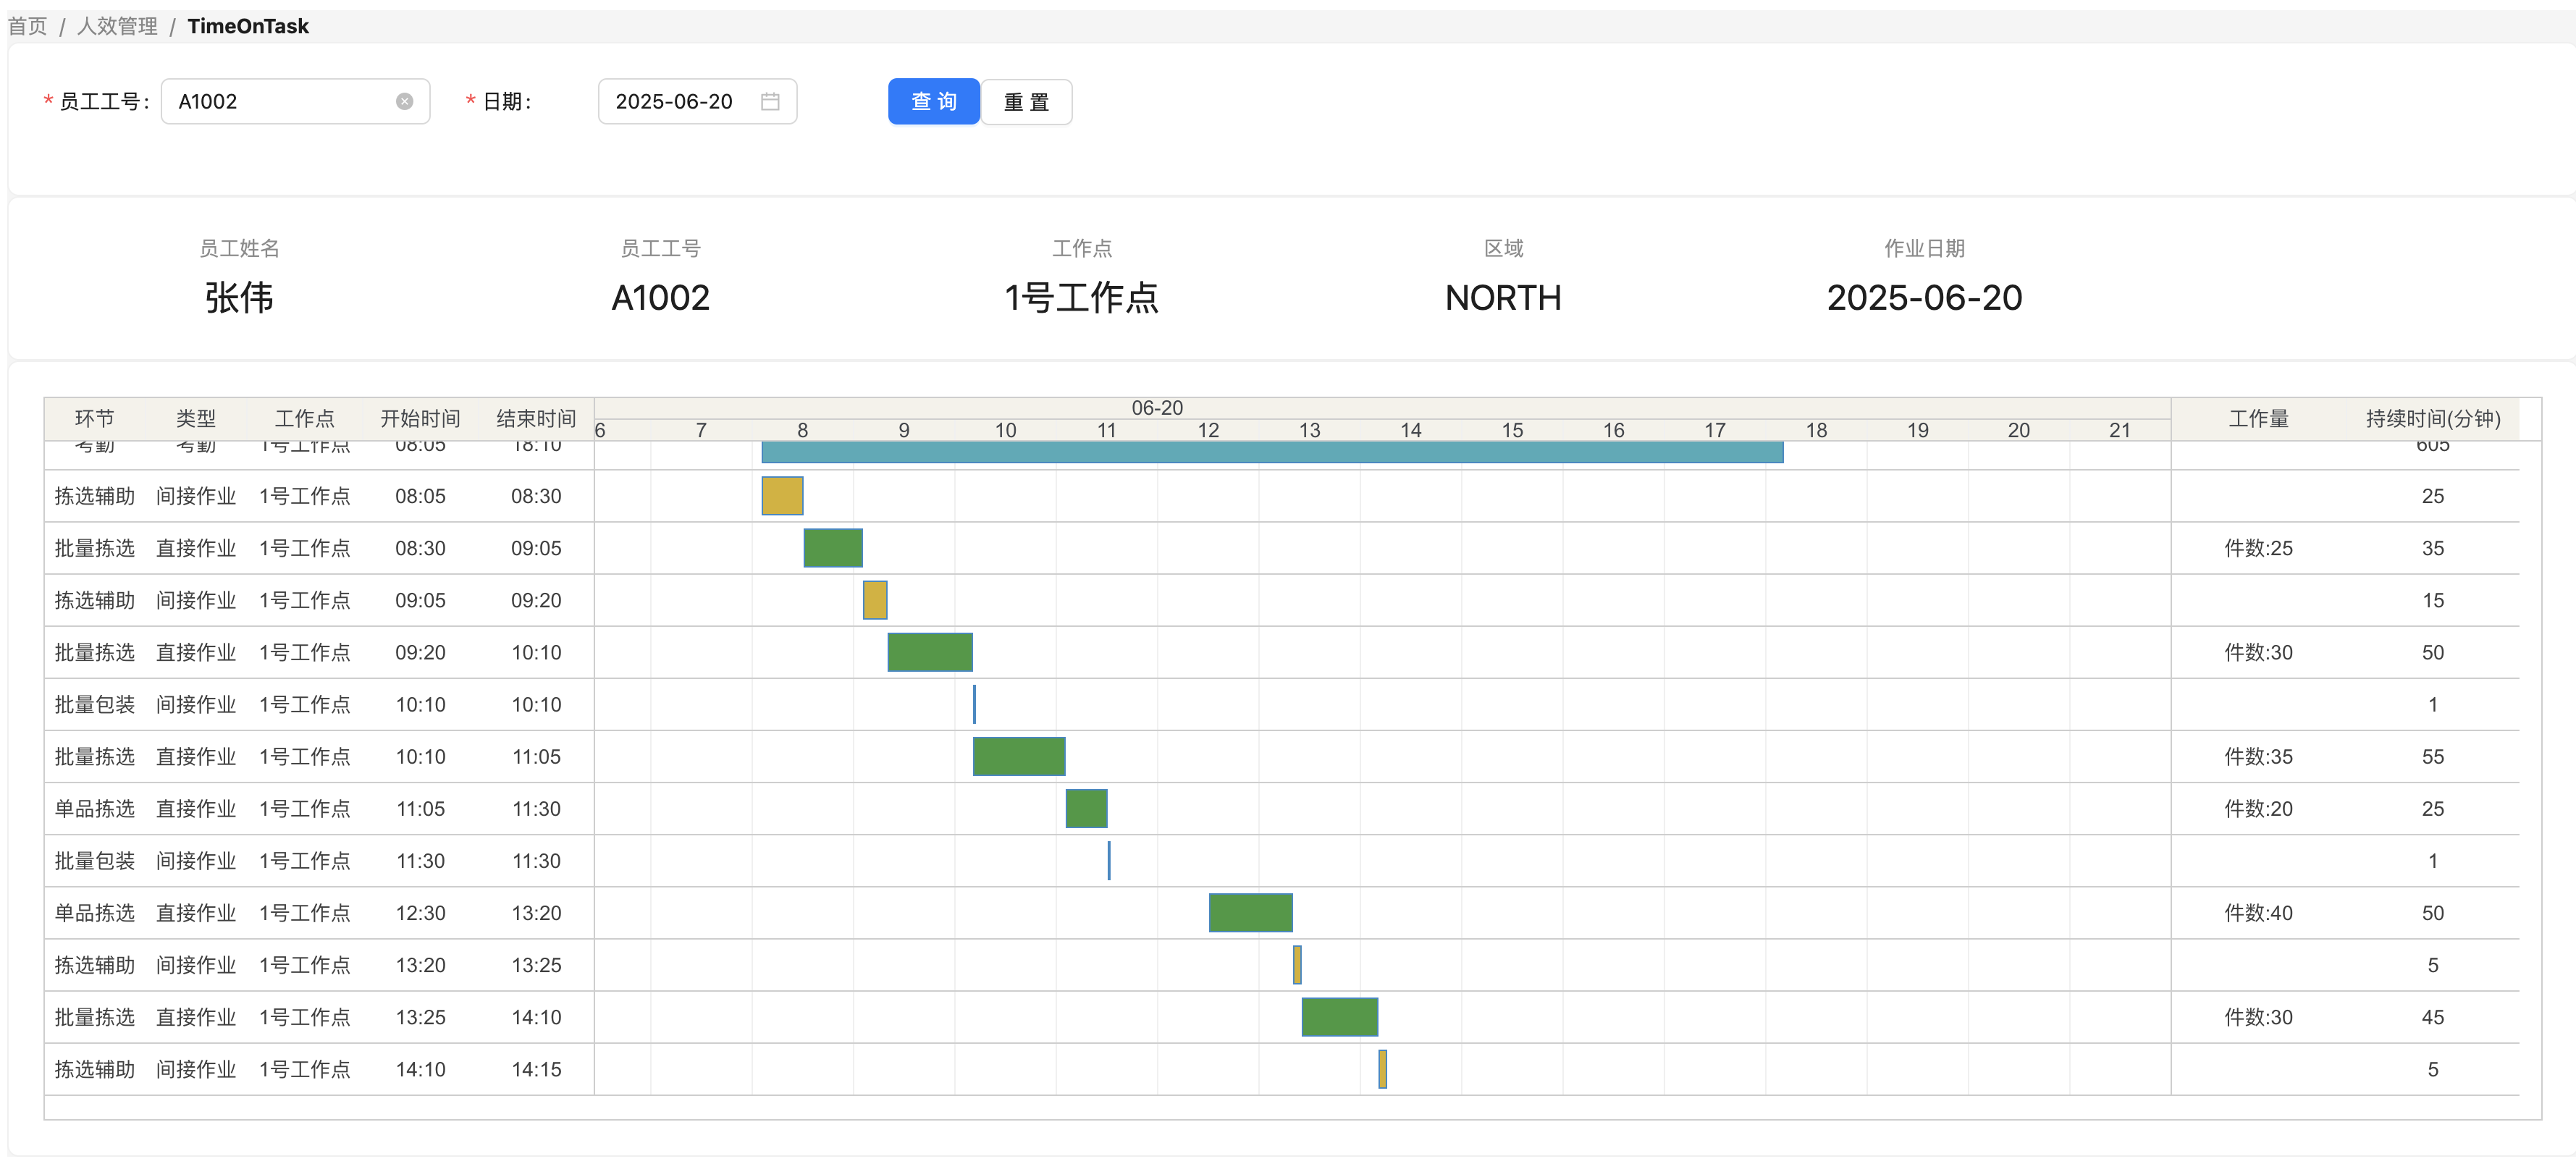 首页 / 人效管理 / TimeOnTask
* 员工工号: A1002 * 日期: 2025-06-20 查 询 重 置
员工姓名 员工工号 工作点 区域 作业日期
张伟 A1002 1号工作点 NORTH 2025-06-20
环节 类型 工作点 开始时间 结束时间 06-20 工作量 持续时间(分钟)
6 7 8 9 10 11 12 13 14 15 16 17 18 19 20 21
考勤 考勤 1号工作点 08:05 18:10 605
拣选辅助 间接作业 1号工作点 08:05 08:30 25
批量拣选 直接作业 1号工作点 08:30 09:05 件数:25 35
拣选辅助 间接作业 1号工作点 09:05 09:20 15
批量拣选 直接作业 1号工作点 09:20 10:10 件数:30 50
批量包装 间接作业 1号工作点 10:10 10:10 1
批量拣选 直接作业 1号工作点 10:10 11:05 件数:35 55
单品拣选 直接作业 1号工作点 11:05 11:30 件数:20 25
批量包装 间接作业 1号工作点 11:30 11:30 1
单品拣选 直接作业 1号工作点 12:30 13:20 件数:40 50
拣选辅助 间接作业 1号工作点 13:20 13:25 5
批量拣选 直接作业 1号工作点 13:25 14:10 件数:30 45
拣选辅助 间接作业 1号工作点 14:10 14:15 5